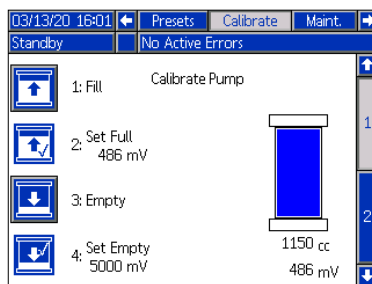 03/13/20 16:01 Presets Calibrate Maint.
Standby No Active Errors
Calibrate Pump
1: Fill
2: Set Full
486 mV
3: Empty
4: Set Empty
5000 mV
1150 cc
486 mV
1
2